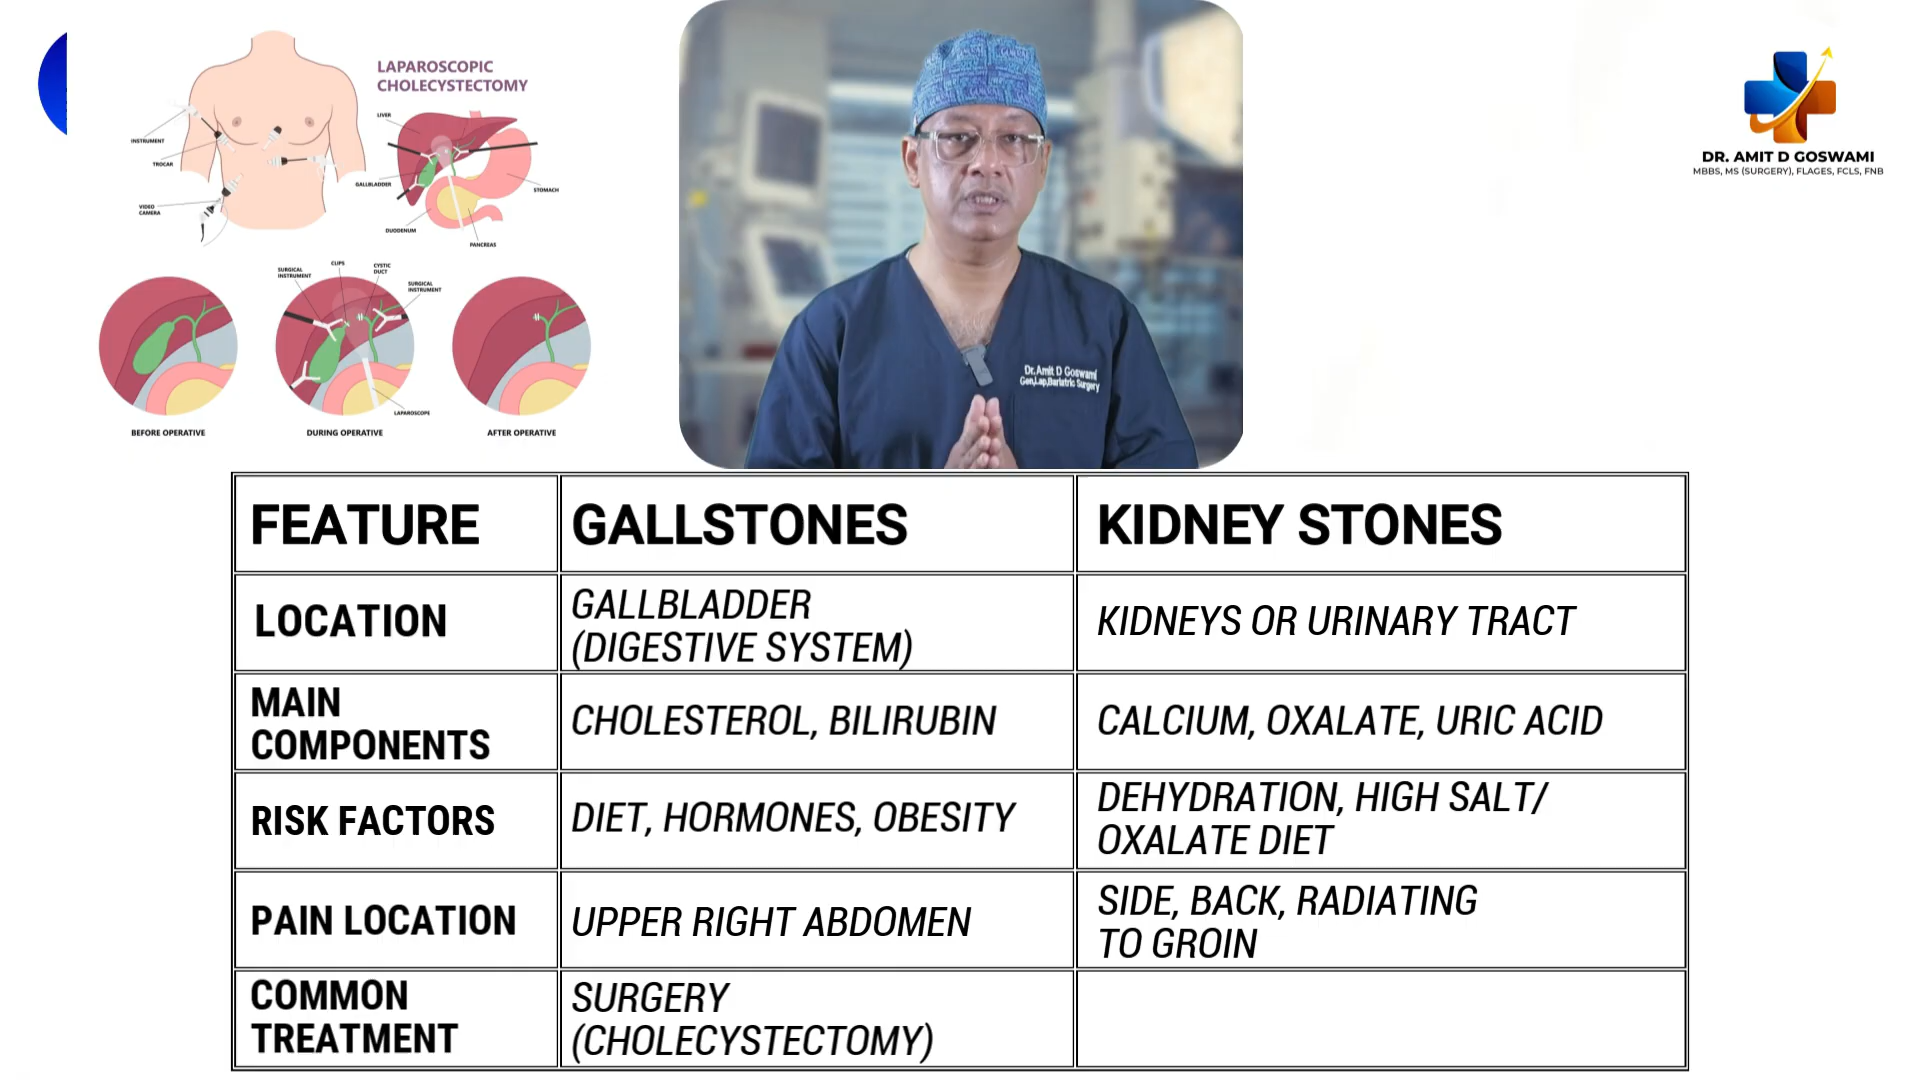 LAPAROSCOPIC
CHOLECYSTECTOMY
LIVER
INSTRUMENT
TROCAR
GALLBLADDER
STOMACH
VIDEO
CAMERA
DUODENUM
PANCREAS
SURGICAL
INSTRUMENT
CLIPS
CYSTIC
DUCT
SURGICAL
INSTRUMENT
LAPAROSCOPE
BEFORE OPERATIVE
DURING OPERATIVE
AFTER OPERATIVE
Dr.Amit D Goswami
Gen,Lap,Bariatric Surgery
DR. AMIT D GOSWAMI
MBBS, MS (SURGERY), FLAGES, FCLS, FNB
FEATURE
GALLSTONES
KIDNEY STONES
LOCATION
GALLBLADDER
(DIGESTIVE SYSTEM)
KIDNEYS OR URINARY TRACT
MAIN
COMPONENTS
CHOLESTEROL, BILIRUBIN
CALCIUM, OXALATE, URIC ACID
RISK FACTORS
DIET, HORMONES, OBESITY
DEHYDRATION, HIGH SALT/
OXALATE DIET
PAIN LOCATION
UPPER RIGHT ABDOMEN
SIDE, BACK, RADIATING
TO GROIN
COMMON
TREATMENT
SURGERY
(CHOLECYSTECTOMY)